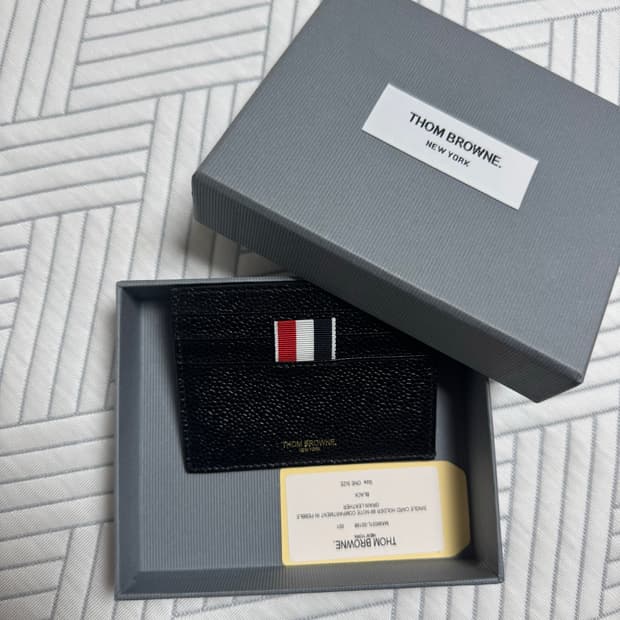 THOM BROWNE.
NEW YORK
THOM BROWNE.
NEW YORK
THOM BROWNE.
NEW YORK
001
SINGLE CARD HOLDER W/ NOTE COMPARTMENT IN PEBBLE
GRAIN LEATHER
BLACK
Size ONE SIZE